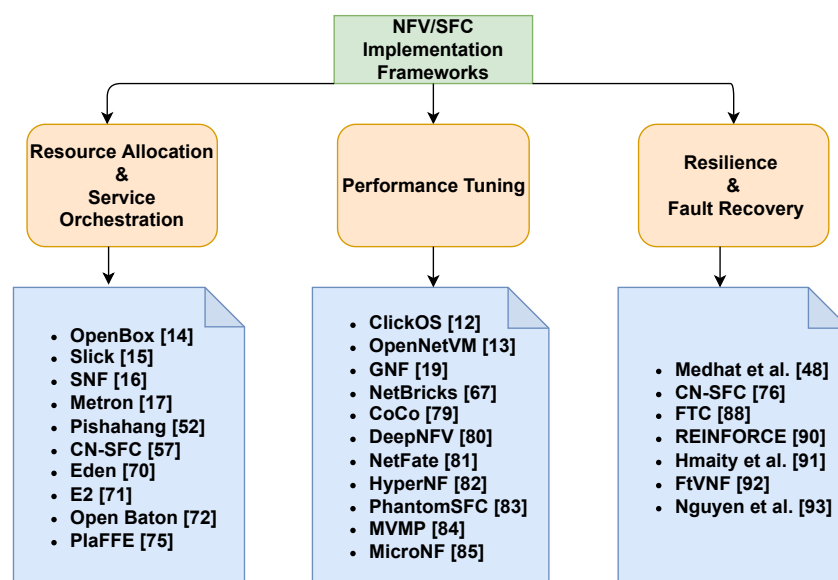 NFV/SFC
Implementation
Frameworks
Resource Allocation
&
Service
Orchestration
Performance Tuning
Resilience
&
Fault Recovery
• OpenBox [14]
• Slick [15]
• SNF [16]
• Metron [17]
• Pishahang [52]
• CN-SFC [57]
• Eden [70]
• E2 [71]
• Open Baton [72]
• PlaFFE [75]
• ClickOS [12]
• OpenNetVM [13]
• GNF [19]
• NetBricks [67]
• CoCo [79]
• DeepNFV [80]
• NetFate [81]
• HyperNF [82]
• PhantomSFC [83]
• MVMP [84]
• MicroNF [85]
• Medhat et al. [48]
• CN-SFC [76]
• FTC [88]
• REINFORCE [90]
• Hmaity et al. [91]
• FtVNF [92]
• Nguyen et al. [93]